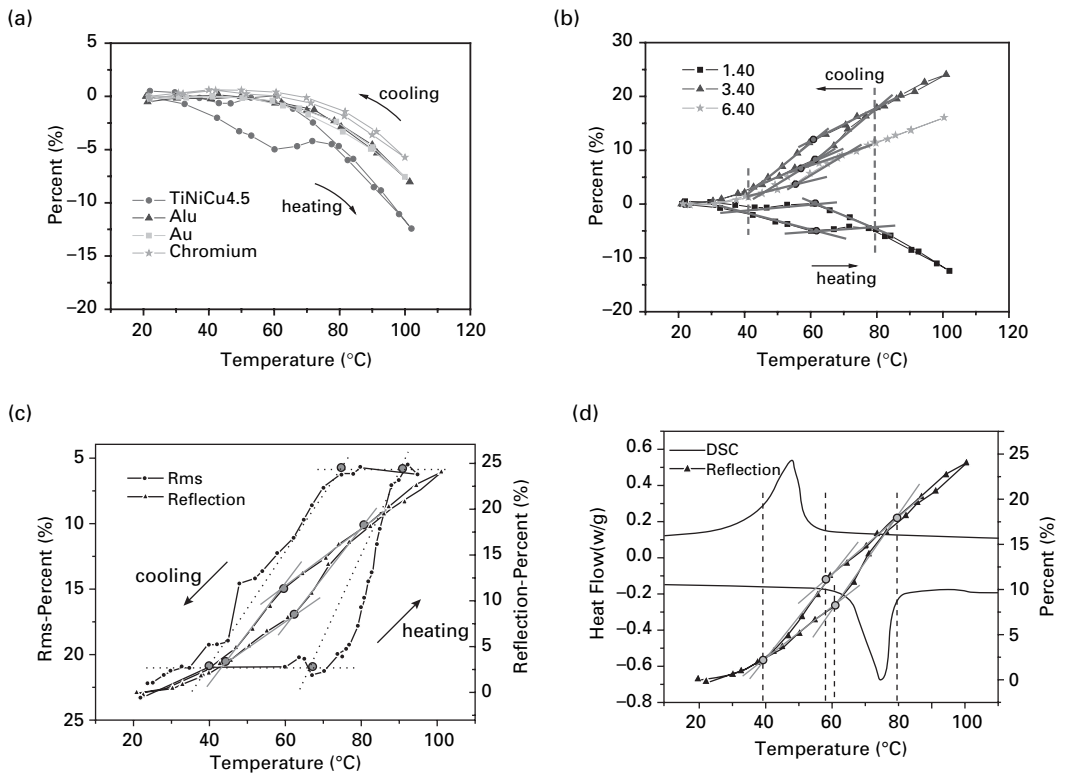 (a)
5
0
–5
–10
–15
–20
Percent (%)
cooling
heating
TiNiCu4.5
Alu
Au
Chromium
20 40 60 80 100 120
Temperature (°C)
(b)
30
20
10
0
–10
–20
Percent (%)
1.40
3.40
6.40
cooling
heating
20 40 60 80 100 120
Temperature (°C)
(c)
5
10
15
20
25
Rms-Percent (%)
Rms
Reflection
cooling
heating
25
20
15
10
5
0
Reflection-Percent (%)
20 40 60 80 100
Temperature (°C)
(d)
0.6
0.4
0.2
0.0
–0.2
–0.4
–0.6
–0.8
Heat Flow(w/g)
DSC
Reflection
25
20
15
10
5
0
Percent (%)
20 40 60 80 100
Temperature (°C)